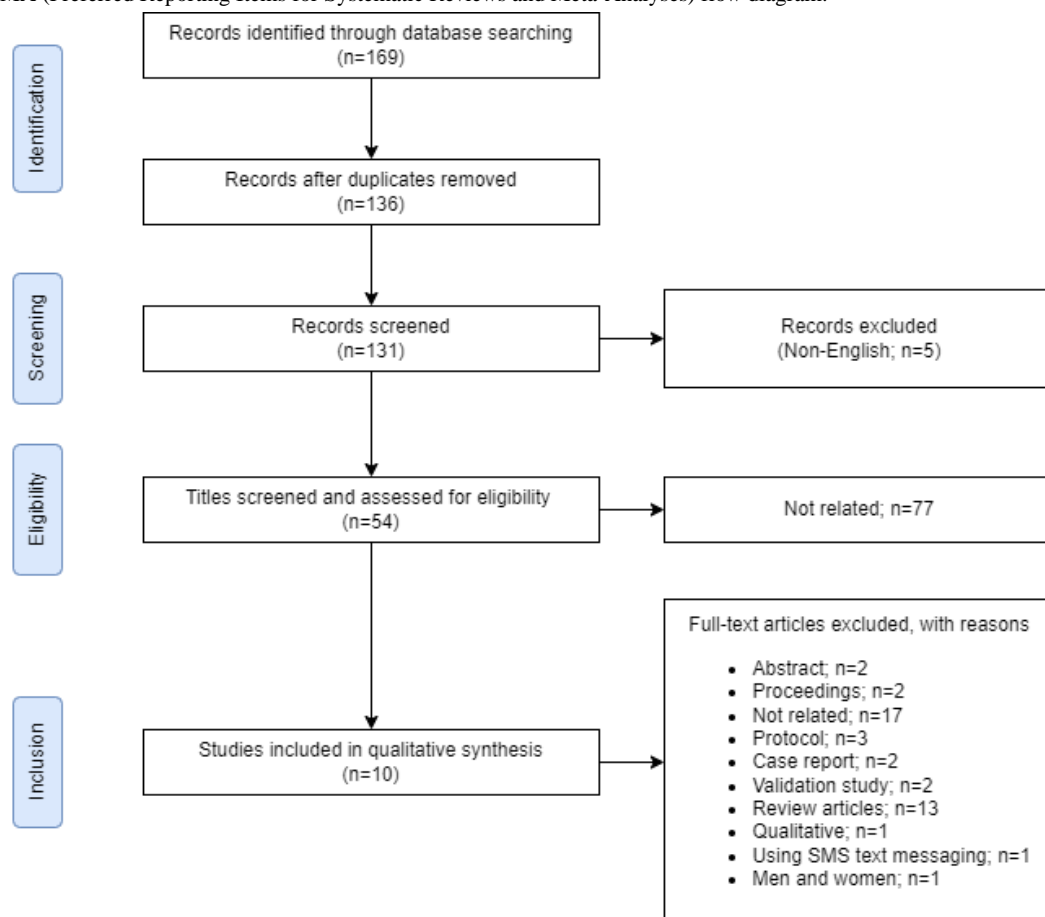 (Preferred Reporting Items for Systematic Reviews and Meta-Analyses) flow diagram.
Identification
Records identified through database searching
(n=169)
Records after duplicates removed
(n=136)
Screening
Records screened
(n=131)
Records excluded
(Non-English; n=5)
Eligibility
Titles screened and assessed for eligibility
(n=54)
Not related; n=77
Inclusion
Studies included in qualitative synthesis
(n=10)
Full-text articles excluded, with reasons
• Abstract; n=2
• Proceedings; n=2
• Not related; n=17
• Protocol; n=3
• Case report; n=2
• Validation study; n=2
• Review articles; n=13
• Qualitative; n=1
• Using SMS text messaging; n=1
• Men and women; n=1